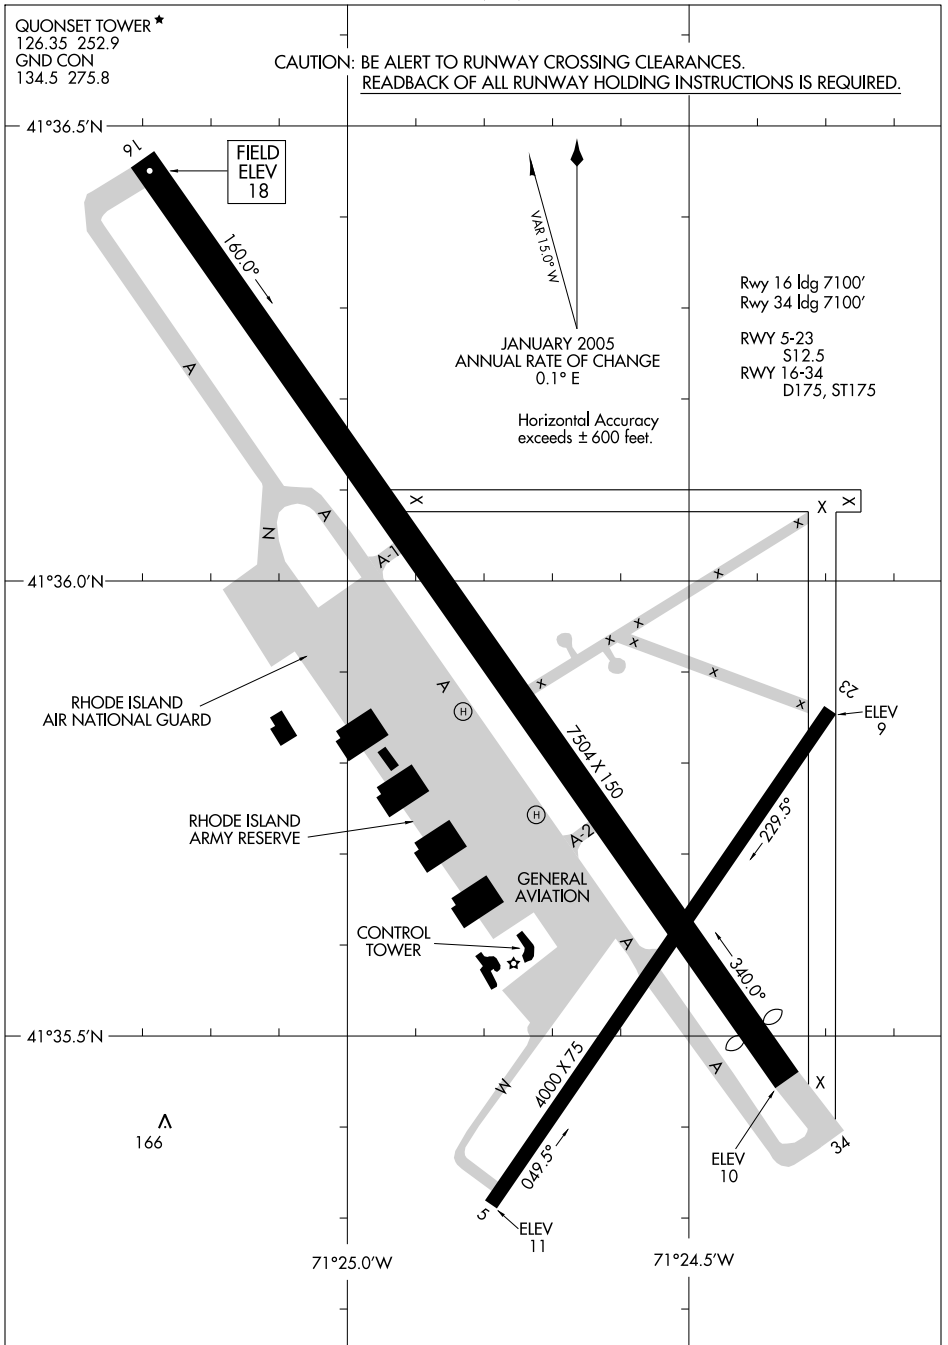 QUONSET TOWER ★
126.35 252.9
GND CON
134.5 275.8
CAUTION: BE ALERT TO RUNWAY CROSSING CLEARANCES.
READBACK OF ALL RUNWAY HOLDING INSTRUCTIONS IS REQUIRED.
41°36.5'N
16
FIELD
ELEV
18
160.0°
VAR 15.0° W
JANUARY 2005
ANNUAL RATE OF CHANGE
0.1° E
Horizontal Accuracy
exceeds ± 600 feet.
Rwy 16 ldg 7100'
Rwy 34 ldg 7100'
RWY 5-23
S12.5
RWY 16-34
D175, ST175
A
X
X
X
X
A
N
A-1
41°36.0'N
X
X
X
X
X
X
X
A
H
RHODE ISLAND
AIR NATIONAL GUARD
23
ELEV
9
7504 X 150
H
A-2
RHODE ISLAND
ARMY RESERVE
229.5°
GENERAL
AVIATION
CONTROL
TOWER
A
340.0°
41°35.5'N
W
4000 X 75
A
X
166
049.5°
ELEV
10
34
5
ELEV
11
71°25.0'W
71°24.5'W